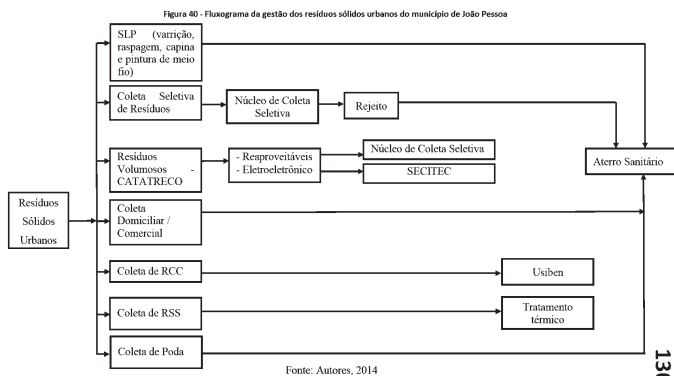 Figura 40 - Fluxograma da gestão dos resíduos sólidos urbanos do município de João Pessoa
SLP (varrição,
raspagem, capina
e pintura de meio
fio)
Coleta Seletiva
de Resíduos
Núcleo de Coleta
Seletiva
Rejeito
Resíduos
Volumosos -
CATATRECO
- Reaproveitáveis
- Eletroeletrônico
Núcleo de Coleta Seletiva
SECITEC
Aterro Sanitário
Resíduos
Sólidos
Urbanos
Coleta
Domiciliar /
Comercial
Coleta de RCC
Usiben
Coleta de RSS
Tratamento
térmico
Coleta de Poda
Fonte: Autores, 2014